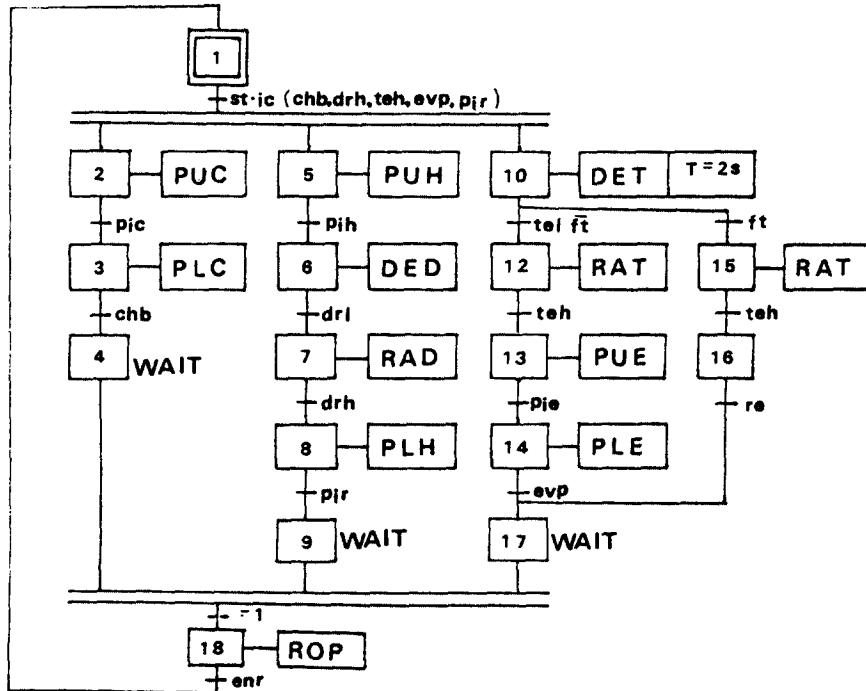 1
st·ic (chb,drh,teh,evp,pir)
2 PUC 5 PUH 10 DET T=2s
pic pih tel f̅t̅ ft
3 PLC 6 DED 12 RAT 15 RAT
chb drl teh teh
4 WAIT 7 RAD 13 PUE 16
drh pie re
8 PLH 14 PLE
pir evp
9 WAIT 17 WAIT
=1
18 ROP
enr